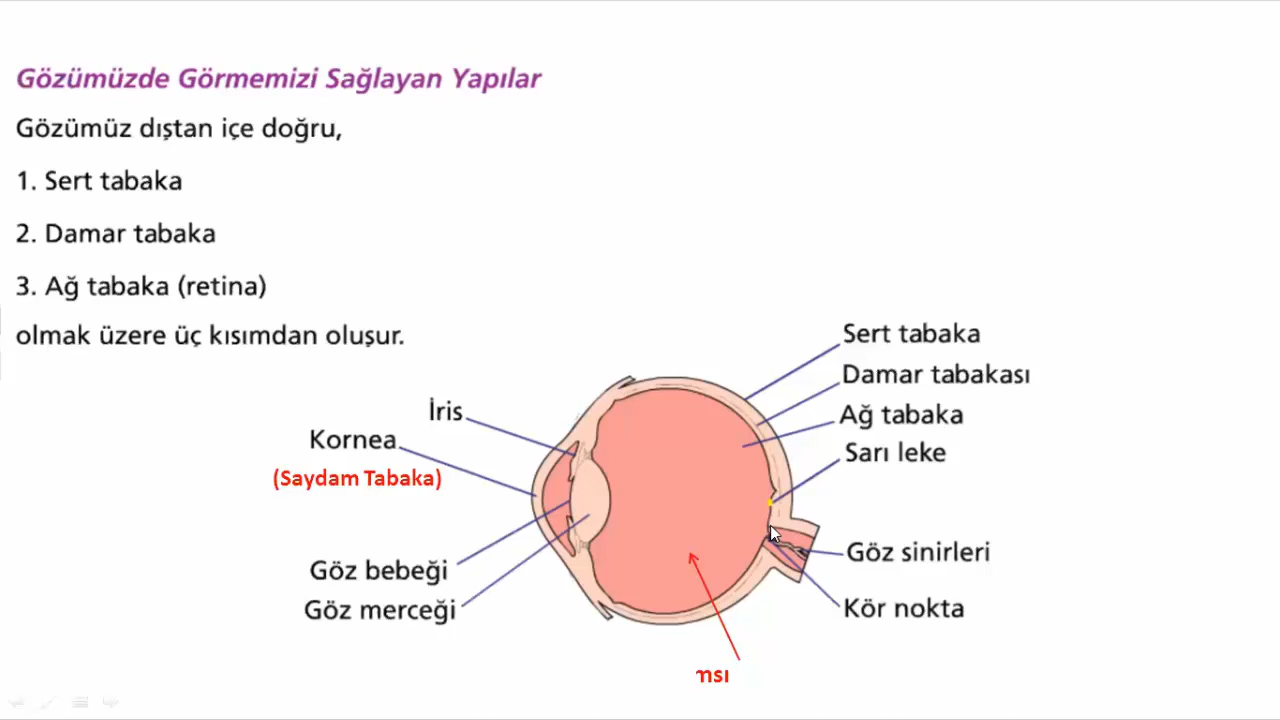 Gözümüzde Görmemizi Sağlayan Yapılar
Gözümüz dıştan içe doğru,
1. Sert tabaka
2. Damar tabaka
3. Ağ tabaka (retina)
olmak üzere üç kısımdan oluşur.
Sert tabaka
Damar tabakası
Ağ tabaka
Sarı leke
İris
Kornea
(Saydam Tabaka)
Göz bebeği
Göz merceği
Göz sinirleri
Kör nokta